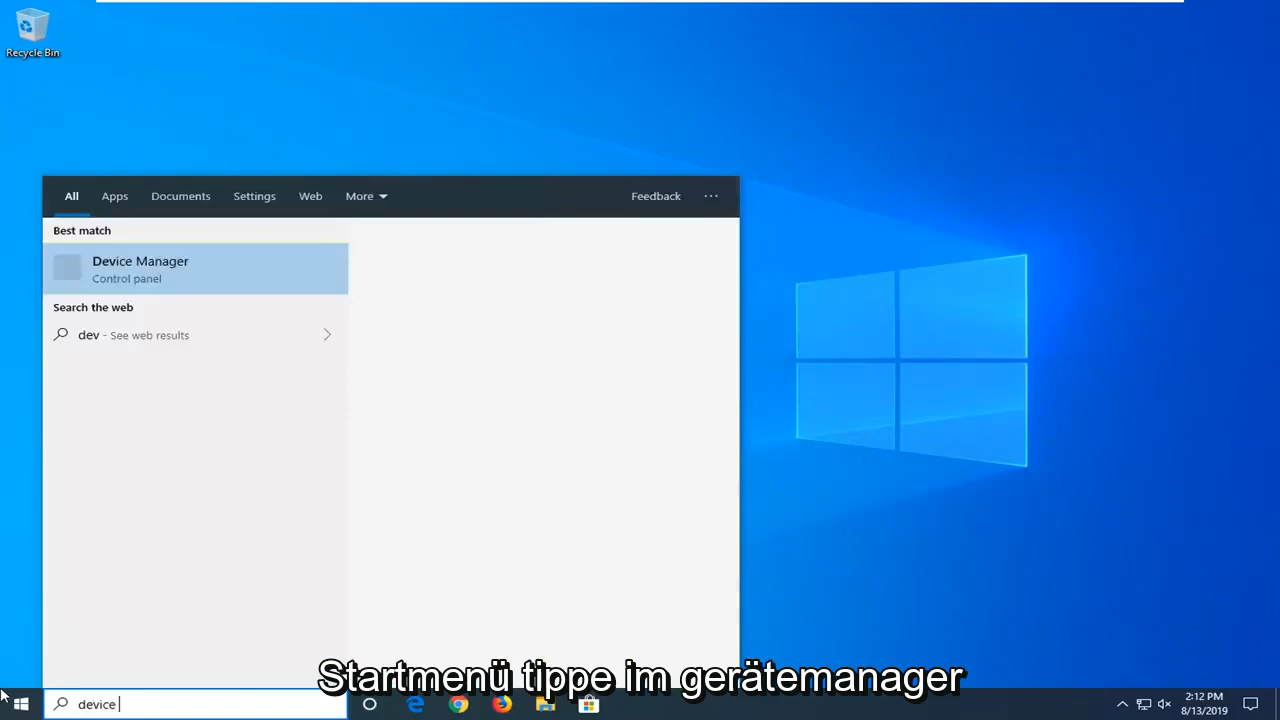 Recycle Bin
All Apps Documents Settings Web More Feedback ...
Best match
Device Manager
Control panel
Search the web
dev - See web results
Startmenü tippe im gerätemanager
device
2:12 PM
8/13/2019